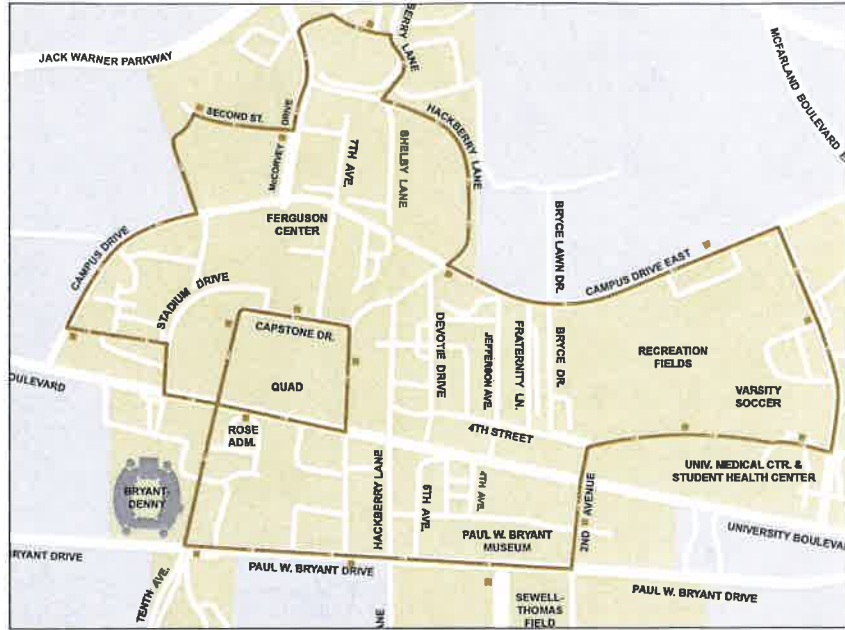 BERRY
LANE
JACK WARNER PARKWAY
MCFARLAND BOULEVARD E
SECOND ST.
DRIVE
McCORVEY
7TH AVE.
SHELBY LANE
HACKBERRY LANE
FERGUSON
CENTER
CAMPUS DRIVE
STADIUM DRIVE
BRYCE LAWN DR.
CAMPUS DRIVE EAST
CAPSTONE DR.
DEVOTIE DRIVE
JEFFERSON AVE.
FRATERNITY LN.
BRYCE DR.
RECREATION
FIELDS
OULEVARD
QUAD
VARSITY
SOCCER
ROSE
ADM.
4TH STREET
UNIV. MEDICAL CTR. &
STUDENT HEALTH CENTER
BRYANT-
DENNY
HACKBERRY LANE
5TH AVE.
4TH AVE.
2ND AVENUE
UNIVERSITY BOULEVA
PAUL W. BRYANT
MUSEUM
BRYANT DRIVE
PAUL W. BRYANT DRIVE
PAUL W. BRYANT DRIVE
TENTH AVE.
ANE
SEWELL-
THOMAS
FIELD